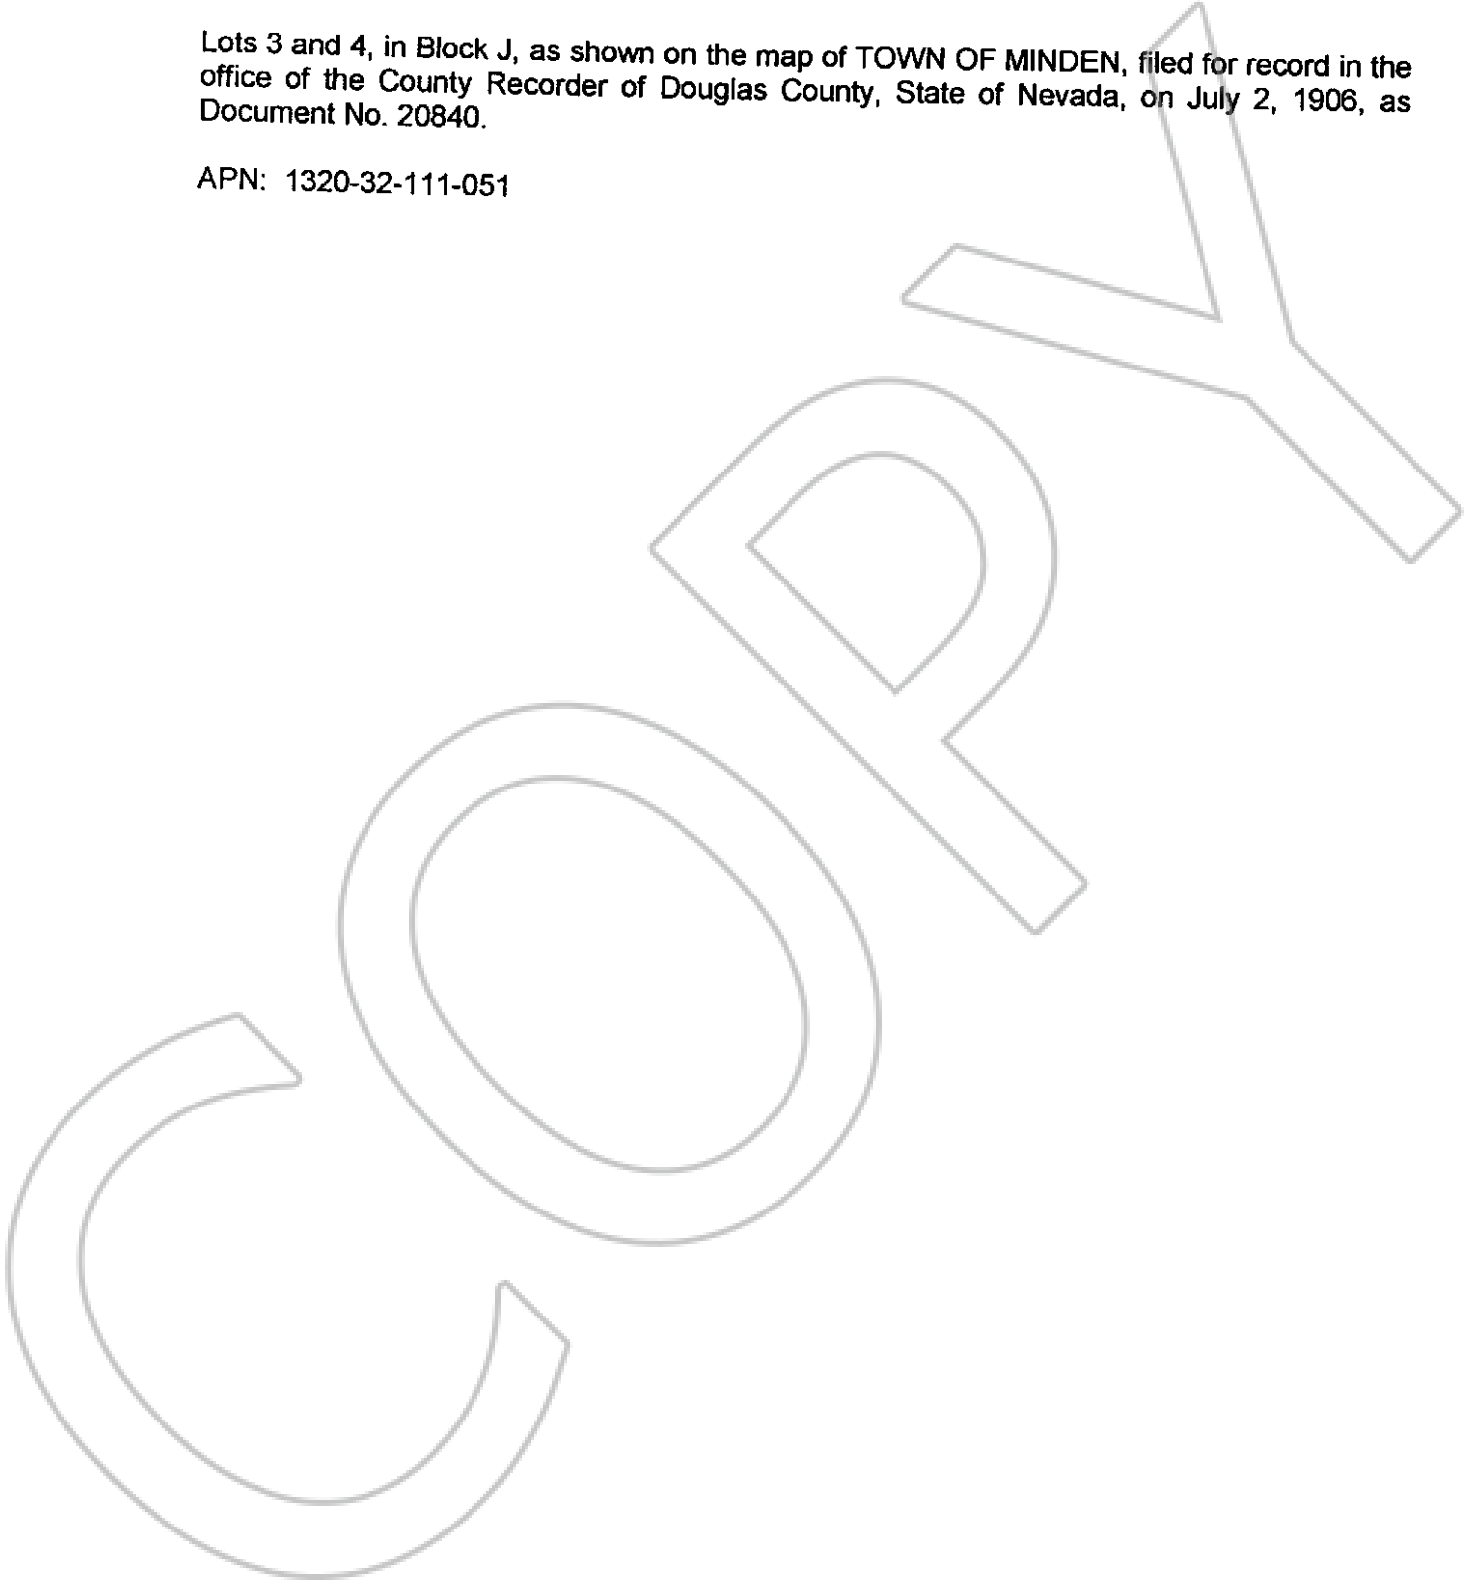 Lots 3 and 4, in Block J, as shown on the map of TOWN OF MINDEN, filed for record in the
office of the County Recorder of Douglas County, State of Nevada, on July 2, 1906, as
Document No. 20840.
APN: 1320-32-111-051
COPY